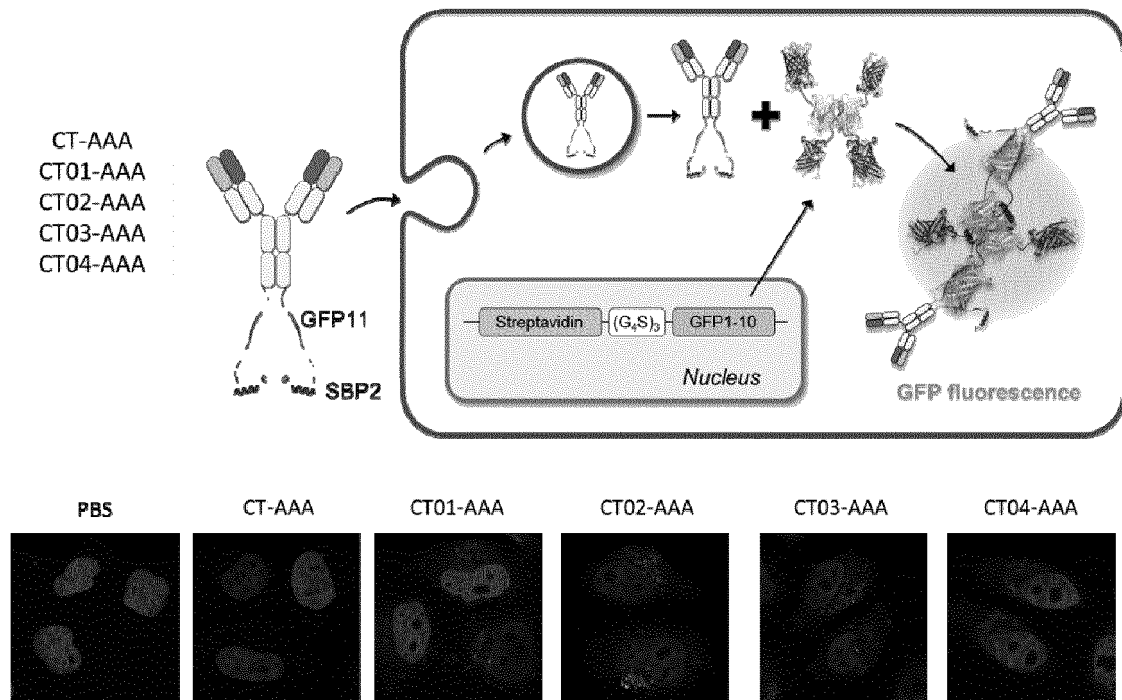 CT-AAA
CT01-AAA
CT02-AAA
CT03-AAA
CT04-AAA
GFP11
SBP2
Streptavidin
(G₄S)₃
GFP1-10
Nucleus
GFP fluorescence
PBS CT-AAA CT01-AAA CT02-AAA CT03-AAA CT04-AAA